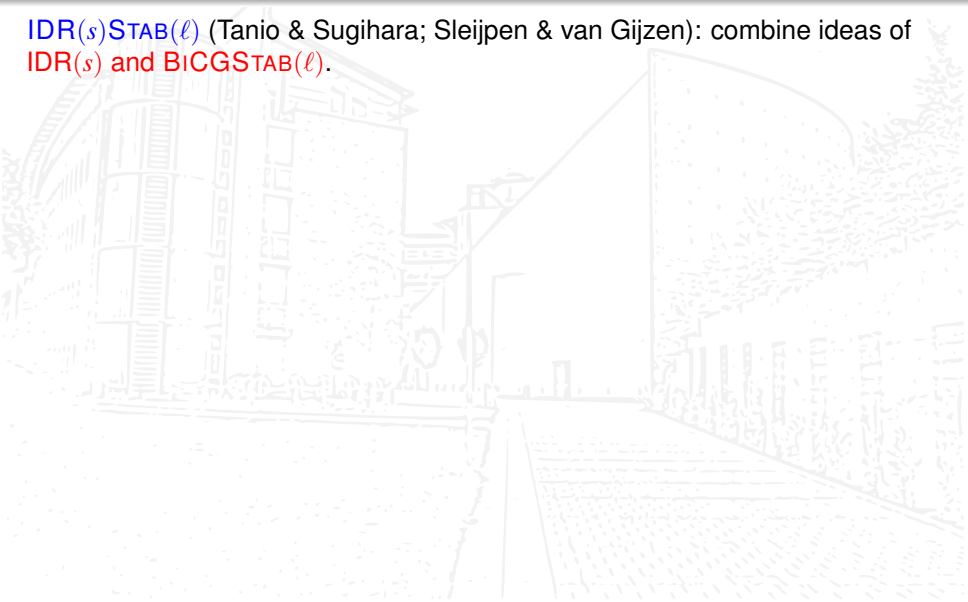 IDR(s)STAB(ℓ) (Tanio & Sugihara; Sleijpen & van Gijzen): combine ideas of
IDR(s) and BICGSTAB(ℓ).